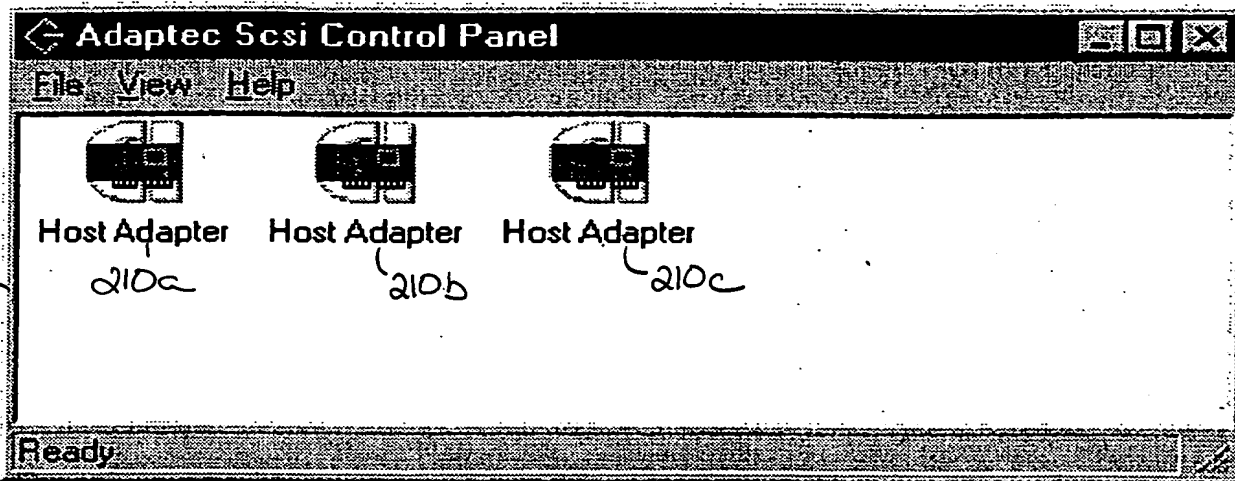 Adaptec Scsi Control Panel
File View Help
Host Adapter Host Adapter Host Adapter
210a 210b 210c
Ready